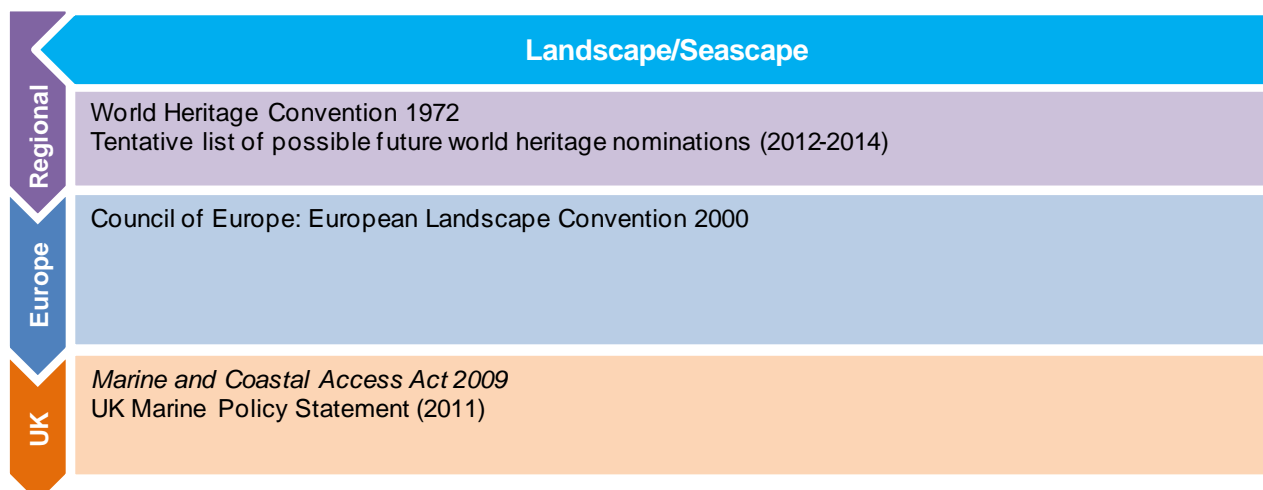 Landscape/Seascape
Regional
World Heritage Convention 1972
Tentative list of possible future world heritage nominations (2012-2014)
Europe
Council of Europe: European Landscape Convention 2000
UK
Marine and Coastal Access Act 2009
UK Marine Policy Statement (2011)